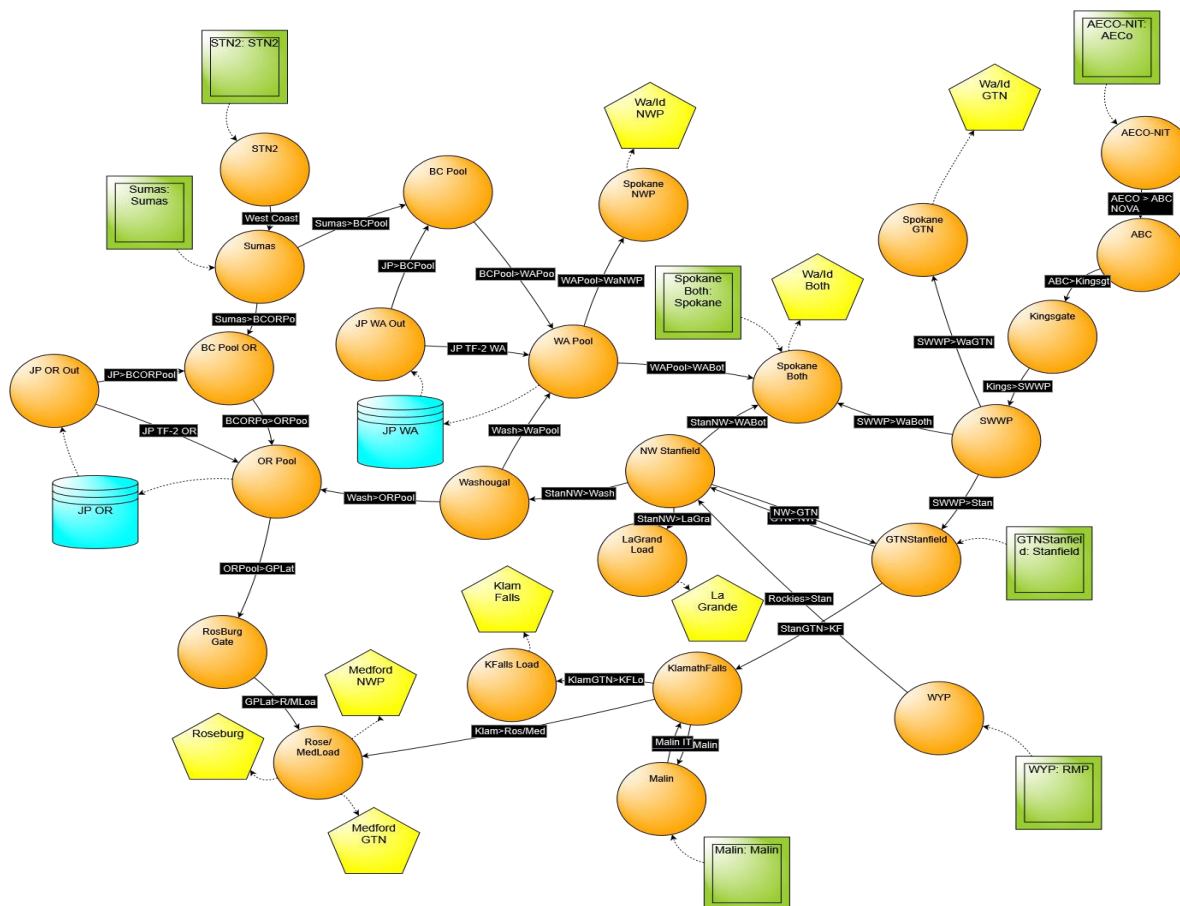 STN2: STN2
AECO-NIT:
AECo
Wa/Id
GTN
Wa/Id
NWP
STN2
AECO-NIT
BC Pool
Sumas:
Sumas
Spokane
NWP
West Coast
Sumas>BCPool
AECO > ABC
NOVA
Spokane
GTN
Sumas
ABC
JP>BCPool
BCPool>WAPoo
WAPool>WaNWP
Spokane
Both:
Spokane
Wa/Id
Both
ABC>Kingsgt
Kingsgate
Sumas>BCORPo
JP WA Out
SWWP>WaGTN
BC Pool OR
JP TF-2 WA
WA Pool
JP OR Out
JP>BCORPool
WAPool>WABot
Spokane
Both
Kings>SWWP
BCORPo>ORPoo
StanNW>WABot
SWWP>WaBoth
SWWP
JP TF-2 OR
JP WA
Wash>WaPool
OR Pool
NW Stanfield
Washougal
Wash>ORPool
StanNW>Wash
SWWP>Stan
JP OR
NW>GTN
StanNW>LaGra
LaGrand
Load
GTNStanfield
GTNStanfiel
d: Stanfield
ORPool>GPLat
Klam
Falls
La
Grande
Rockies>Stan
StanGTN>KF
RosBurg
Gate
Medford
NWP
KFalls Load
KlamGTN>KFLo
KlamathFalls
WYP
GPLat>R/MLoa
Roseburg
Rose/
MedLoad
Klam>Ros/Med
Malin IT
Malin
Malin
WYP: RMP
Medford
GTN
Malin: Malin